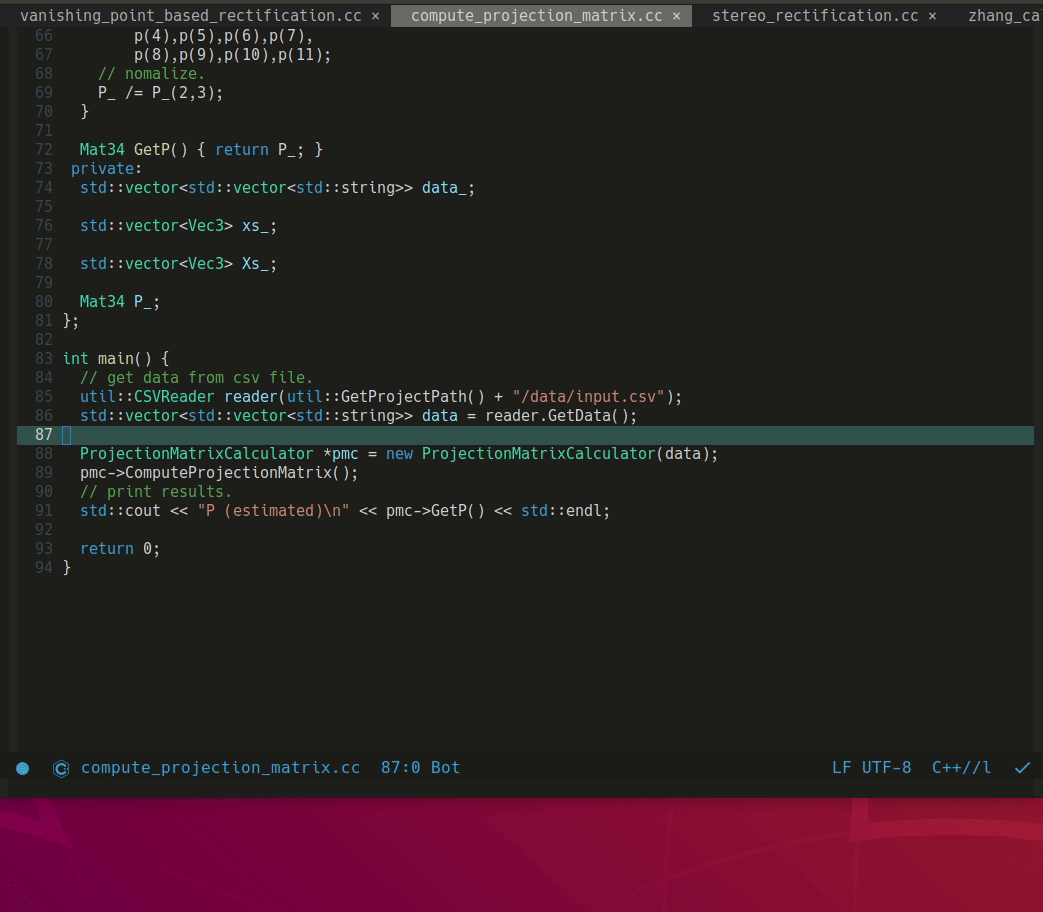 vanishing_point_based_rectification.cc × compute_projection_matrix.cc × stereo_rectification.cc × zhang_ca
66 p(4),p(5),p(6),p(7),
67 p(8),p(9),p(10),p(11);
68 // nomalize.
69 P_ /= P_(2,3);
70 }
71
72 Mat34 GetP() { return P_; }
73 private:
74 std::vector<std::vector<std::string>> data_;
75
76 std::vector<Vec3> xs_;
77
78 std::vector<Vec3> Xs_;
79
80 Mat34 P_;
81 };
82
83 int main() {
84 // get data from csv file.
85 util::CSVReader reader(util::GetProjectPath() + "/data/input.csv");
86 std::vector<std::vector<std::string>> data = reader.GetData();
87
88 ProjectionMatrixCalculator *pmc = new ProjectionMatrixCalculator(data);
89 pmc->ComputeProjectionMatrix();
90 // print results.
91 std::cout << "P (estimated)\n" << pmc->GetP() << std::endl;
92
93 return 0;
94 }
compute_projection_matrix.cc 87:0 Bot LF UTF-8 C++//l